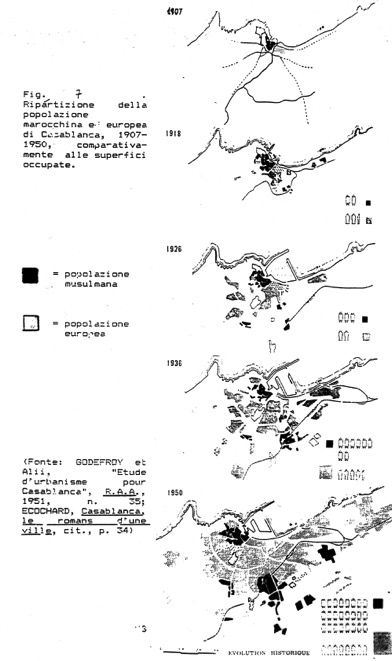 Fig. 7 .
Ripartizione della
popolazione
marocchina e europea
di Casablanca, 1907-
1950, comparativa-
mente alle superfici
occupate.
= popolazione
musulmana
= popolazione
europea
(Fonte: GODEFROY et
Alii, "Etude
d'urbanisme pour
Casablanca", R.A.A.,
1951, n. 35;
ECOCHARD, Casablanca,
le romans d'une
ville, cit., p. 34)
1907
1918
1926
1936
1950
EVOLUTION HISTORIQUE